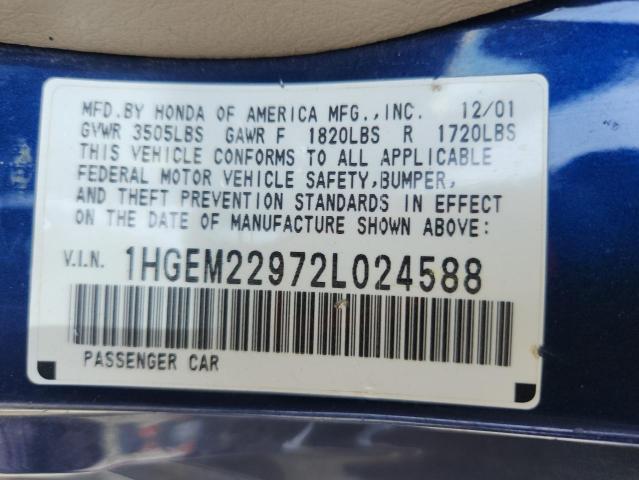 MFD.BY HONDA OF AMERICA MFG.,INC. 12/01
GVWR 3505LBS GAWR F 1820LBS R 1720LBS
THIS VEHICLE CONFORMS TO ALL APPLICABLE
FEDERAL MOTOR VEHICLE SAFETY,BUMPER,
AND THEFT PREVENTION STANDARDS IN EFFECT
ON THE DATE OF MANUFACTURE SHOWN ABOVE:
V.I.N. 1HGEM22972L024588
PASSENGER CAR